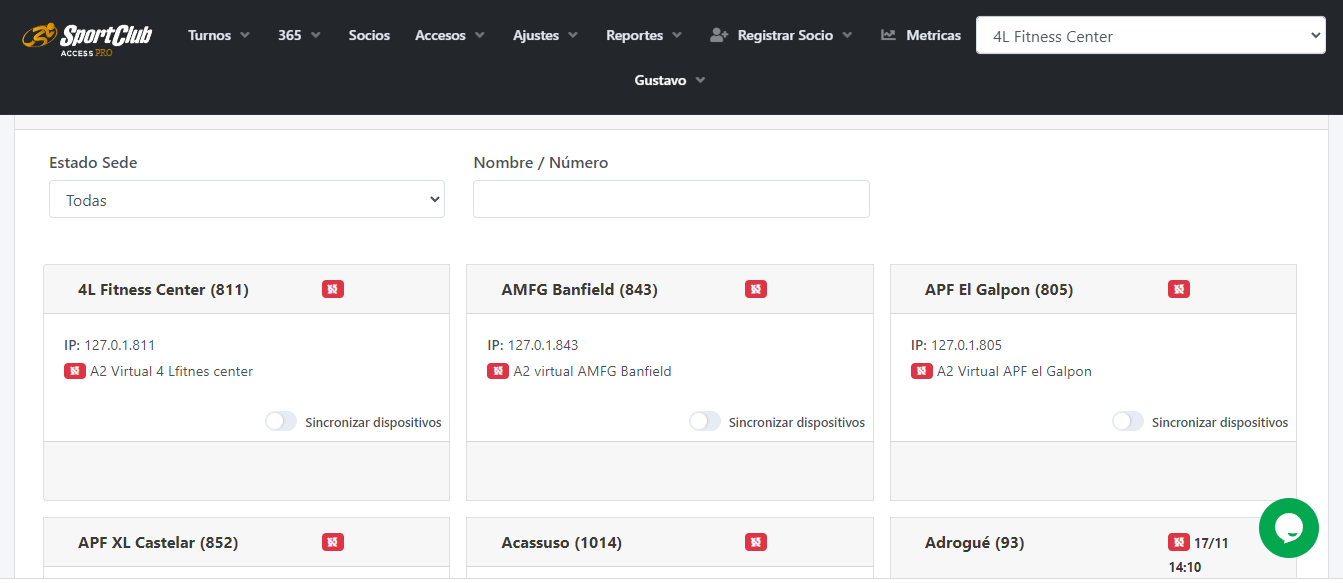 SportClub
ACCESS PRO
Turnos 365 Socios Accesos Ajustes Reportes Registrar Socio Metricas 4L Fitness Center
Gustavo
Estado Sede Nombre / Número
Todas
4L Fitness Center (811) AMFG Banfield (843) APF El Galpon (805)
IP: 127.0.1.811 IP: 127.0.1.843 IP: 127.0.1.805
A2 Virtual 4 Lfitnes center A2 virtual AMFG Banfield A2 Virtual APF el Galpon
Sincronizar dispositivos Sincronizar dispositivos Sincronizar dispositivos
APF XL Castelar (852) Acassuso (1014) Adrogué (93) 17/11
14:10